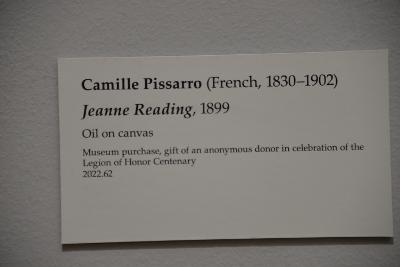 Camille Pissarro (French, 1830–1902)
Jeanne Reading, 1899
Oil on canvas
Museum purchase, gift of an anonymous donor in celebration of the
Legion of Honor Centenary
2022.62